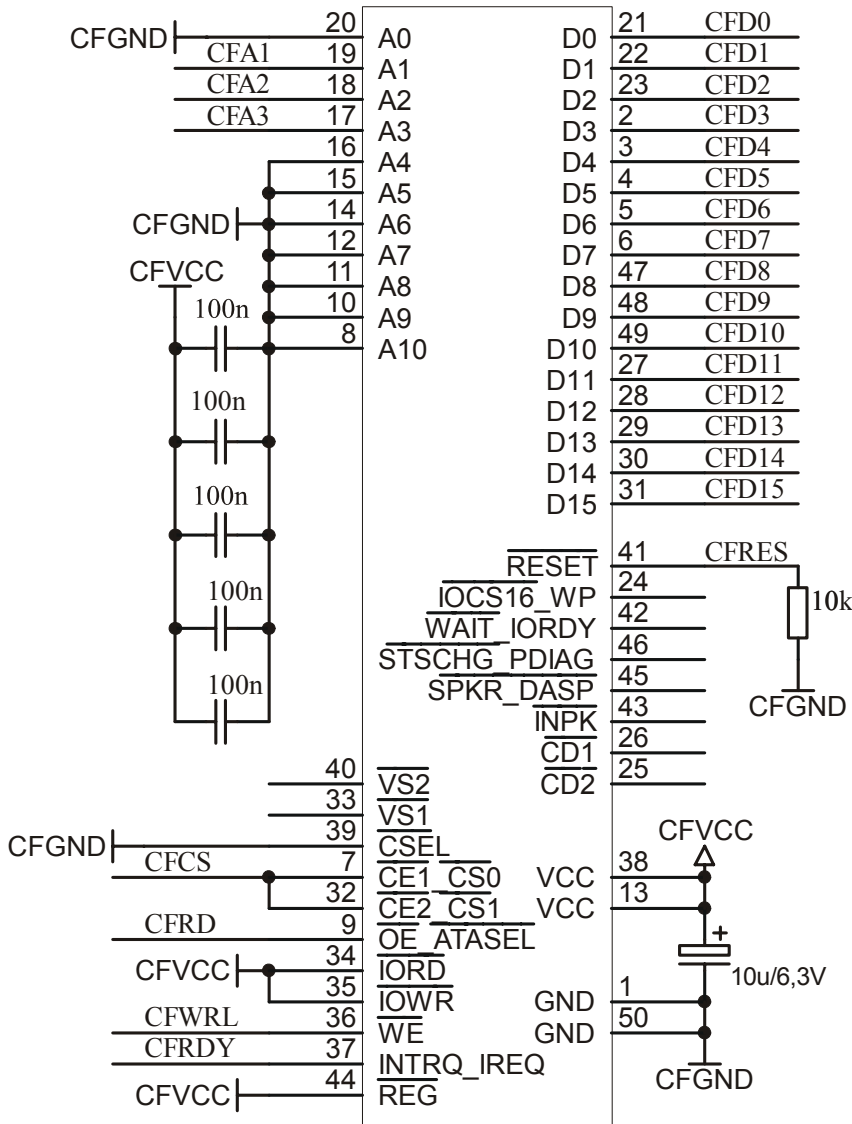 CFGND 20 A0 D0 21 CFD0
CFA1 19 A1 D1 22 CFD1
CFA2 18 A2 D2 23 CFD2
CFA3 17 A3 D3 2 CFD3
16 A4 D4 3 CFD4
15 A5 D5 4 CFD5
CFGND 14 A6 D6 5 CFD6
12 A7 D7 6 CFD7
CFVCC 11 A8 D8 47 CFD8
100n 10 A9 D9 48 CFD9
8 A10 D10 49 CFD10
D11 27 CFD11
100n D12 28 CFD12
D13 29 CFD13
D14 30 CFD14
100n D15 31 CFD15
RESET 41 CFRES
IOCS16_WP 24
10k
100n WAIT_IORDY 42
STSCHG_PDIAG 46
100n SPKR_DASP 45
CFGND
INPK 43
CD1 26
40 VS2 CD2 25
33 VS1
CFGND 39 CSEL CFVCC
CFCS 7 CE1_CS0 VCC 38
32 CE2_CS1 VCC 13
CFRD 9 OE_ATASEL +
CFVCC 34 IORD 10u/6,3V
35 IOWR GND 1
CFWRL 36 WE GND 50
CFRDY 37 INTRQ_IREQ CFGND
CFVCC 44 REG